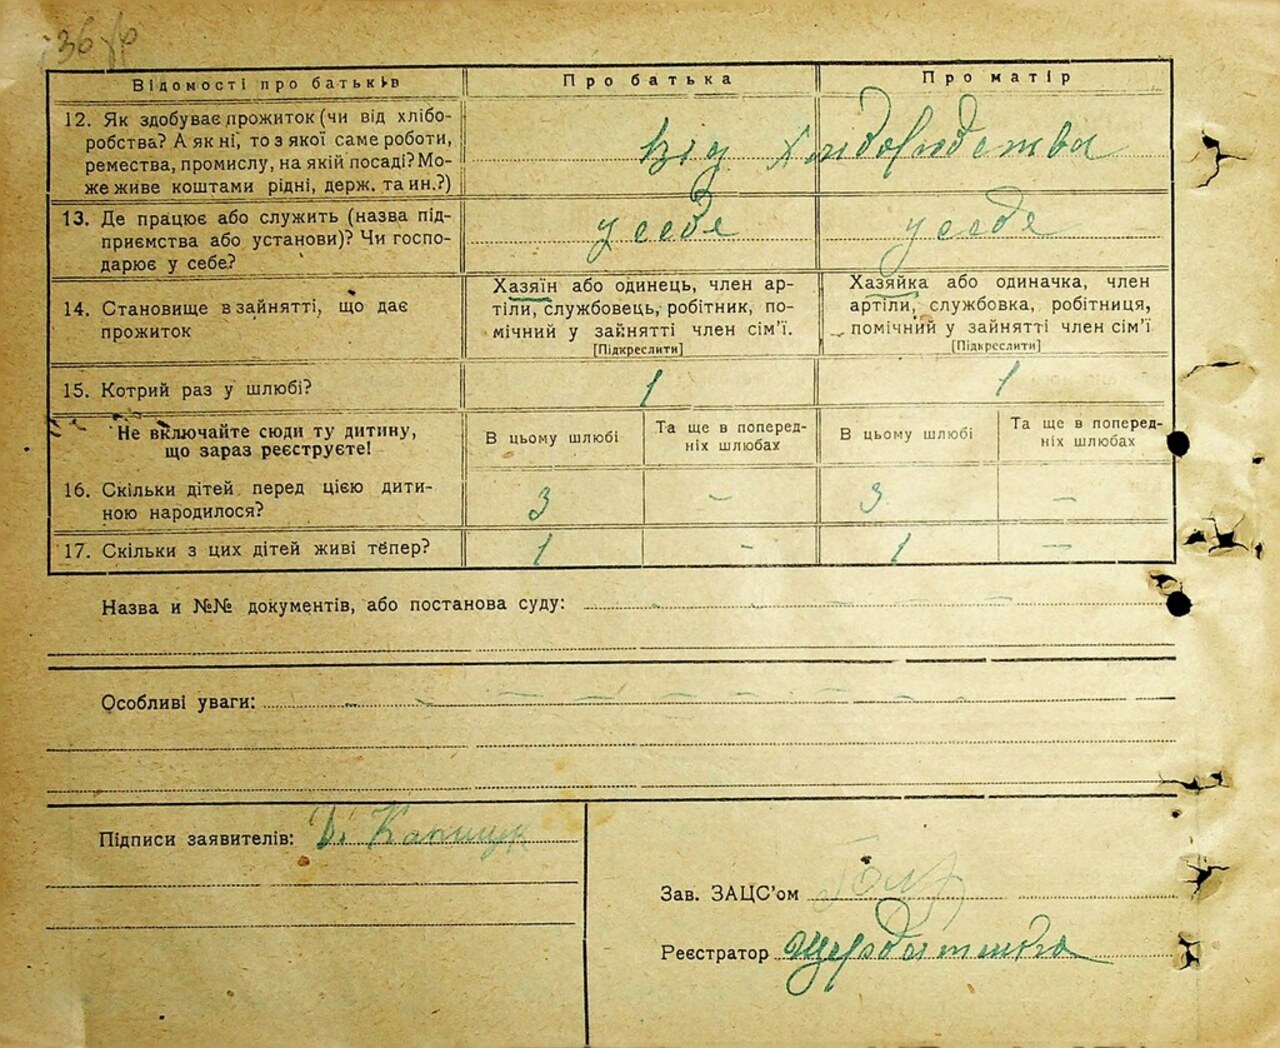 36 зв
Відомості про батьків Про батька Про матір
12. Як здобуває прожиток (чи від хлібо-
робства? А як ні, то з якої саме роботи,
ремества, промислу, на якій посаді? Мо-
же живе коштами рідні, держ. та ин.?)
від хлібо робства
13. Де працює або служить (назва під-
приємства або установи)? Чи госпо-
дарює у себе?
у себе у себе
14. Становище в зайнятті, що дає
прожиток
Хазяїн або одинець, член ар-
тіли, службовець, робітник, по-
мічний у зайнятті член сім'ї.
[Підкреслити]
Хазяйка або одиначка, член
артіли, службовка, робітниця,
помічний у зайнятті член сім'ї
[Підкреслити]
15. Котрий раз у шлюбі? 1 1
Не включайте сюди ту дитину,
що зараз реєструєте!
В цьому шлюбі
Та ще в поперед-
ніх шлюбах
В цьому шлюбі
Та ще в поперед-
ніх шлюбах
16. Скільки дітей перед цією дити-
ною народилося?
3 - 3 -
17. Скільки з цих дітей живі тепер? 1 - 1 -
Назва и №№ документів, або постанова суду: - - - - -
Особливі уваги: - - - - - - - - -
Підписи заявителів:
Зав. ЗАЦС'ом
Реєстратор